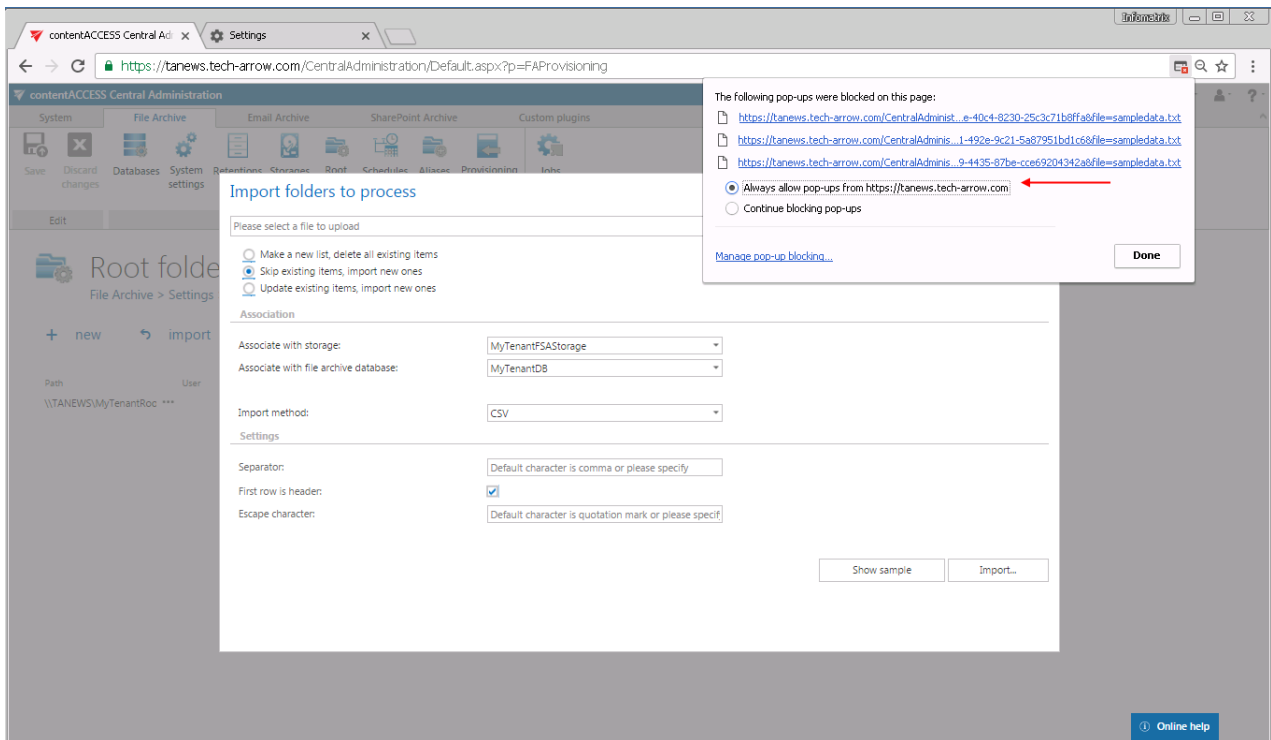 Infometrix
contentACCESS Central Ad
Settings
https://tanews.tech-arrow.com/CentralAdministration/Default.aspx?p=FAProvisioning
contentACCESS Central Administration
?
System File Archive Email Archive SharePoint Archive Custom plugins
Save Discard changes Databases System settings Retentions Storages Root Schedules Aliases Provisioning Jobs
Edit
The following pop-ups were blocked on this page:
https://tanews.tech-arrow.com/CentralAdminist...e-40c4-8230-25c3c71b8ffa&file=sampledata.txt
https://tanews.tech-arrow.com/CentralAdminis...1-492e-9c21-5a87951bd1c6&file=sampledata.txt
https://tanews.tech-arrow.com/CentralAdminis...9-4435-87be-cce69204342a&file=sampledata.txt
Always allow pop-ups from https://tanews.tech-arrow.com
Continue blocking pop-ups
Manage pop-up blocking...
Done
Root folde
File Archive > Settings
+ new import
Path User
\\TANEWS\MyTenantRoo ***
Import folders to process
Please select a file to upload
Make a new list, delete all existing items
Skip existing items, import new ones
Update existing items, import new ones
Association
Associate with storage: MyTenantFSAStorage
Associate with file archive database: MyTenantDB
Import method: CSV
Settings
Separator: Default character is comma or please specify
First row is header:
Escape character: Default character is quotation mark or please specif
Show sample Import...
Online help